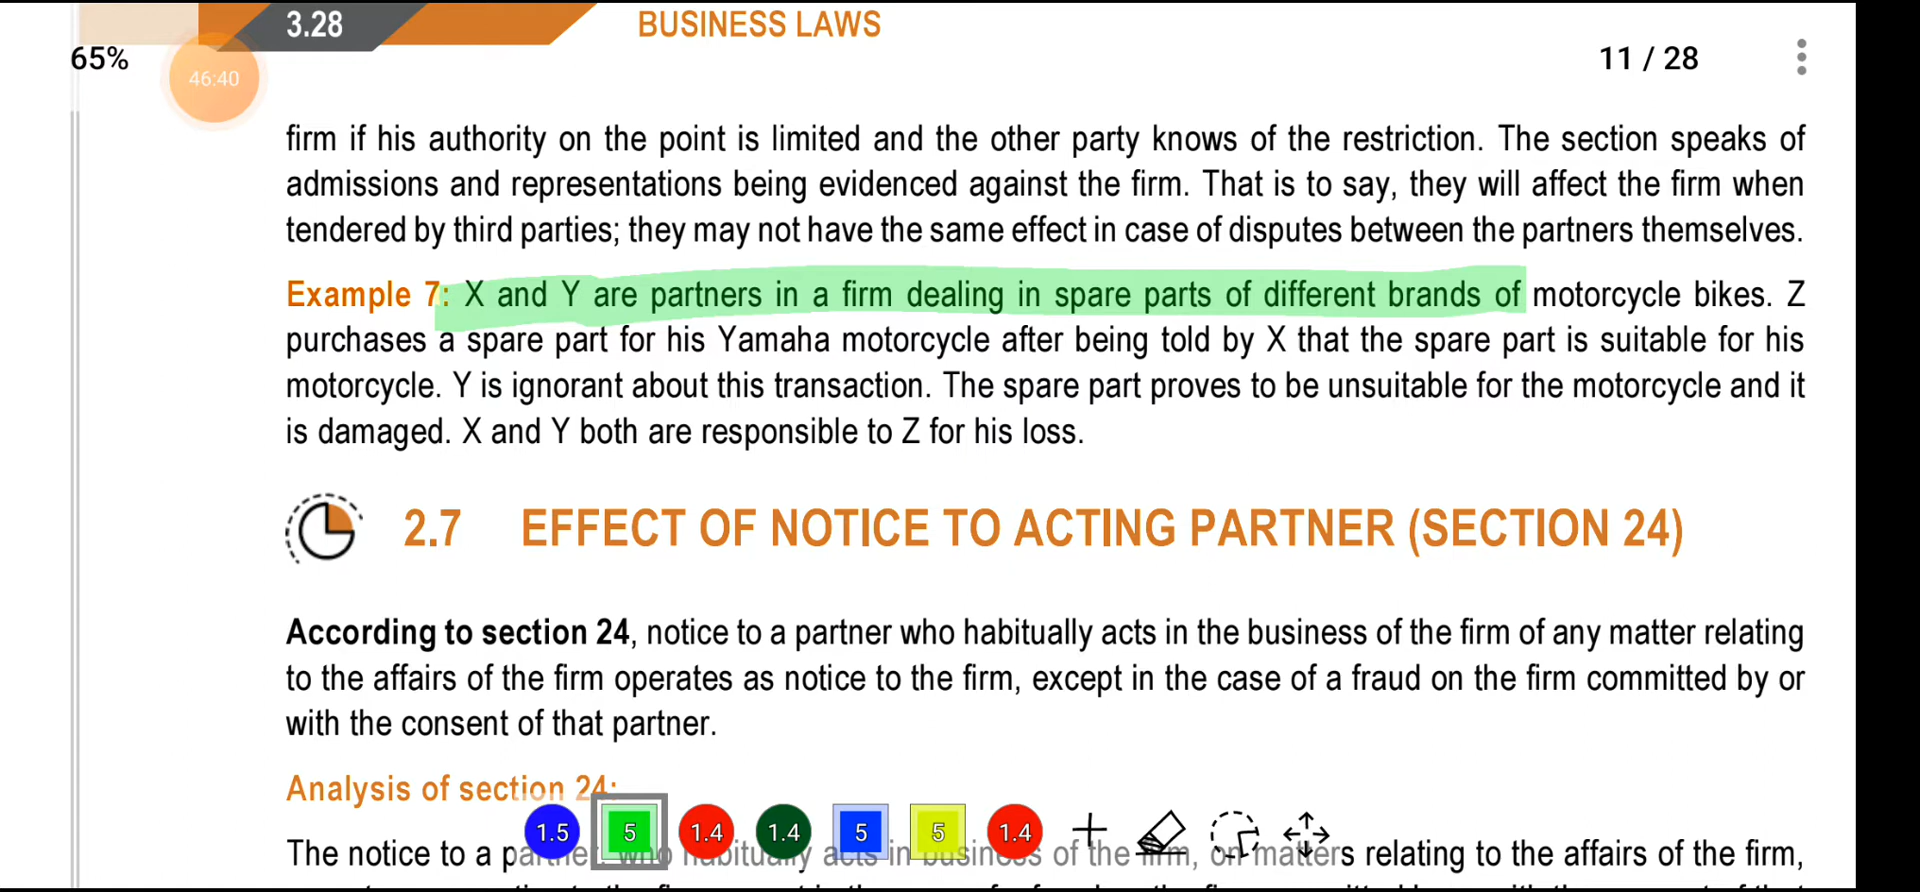 3.28
BUSINESS LAWS
65%
46:40
11 / 28
firm if his authority on the point is limited and the other party knows of the restriction. The section speaks of
admissions and representations being evidenced against the firm. That is to say, they will affect the firm when
tendered by third parties; they may not have the same effect in case of disputes between the partners themselves.
Example 7: X and Y are partners in a firm dealing in spare parts of different brands of motorcycle bikes. Z
purchases a spare part for his Yamaha motorcycle after being told by X that the spare part is suitable for his
motorcycle. Y is ignorant about this transaction. The spare part proves to be unsuitable for the motorcycle and it
is damaged. X and Y both are responsible to Z for his loss.
2.7 EFFECT OF NOTICE TO ACTING PARTNER (SECTION 24)
According to section 24, notice to a partner who habitually acts in the business of the firm of any matter relating
to the affairs of the firm operates as notice to the firm, except in the case of a fraud on the firm committed by or
with the consent of that partner.
Analysis of section 24:
1.5 5 1.4 1.4 5 5 1.4
The notice to a partner, who habitually acts in business of the firm, on matters relating to the affairs of the firm,